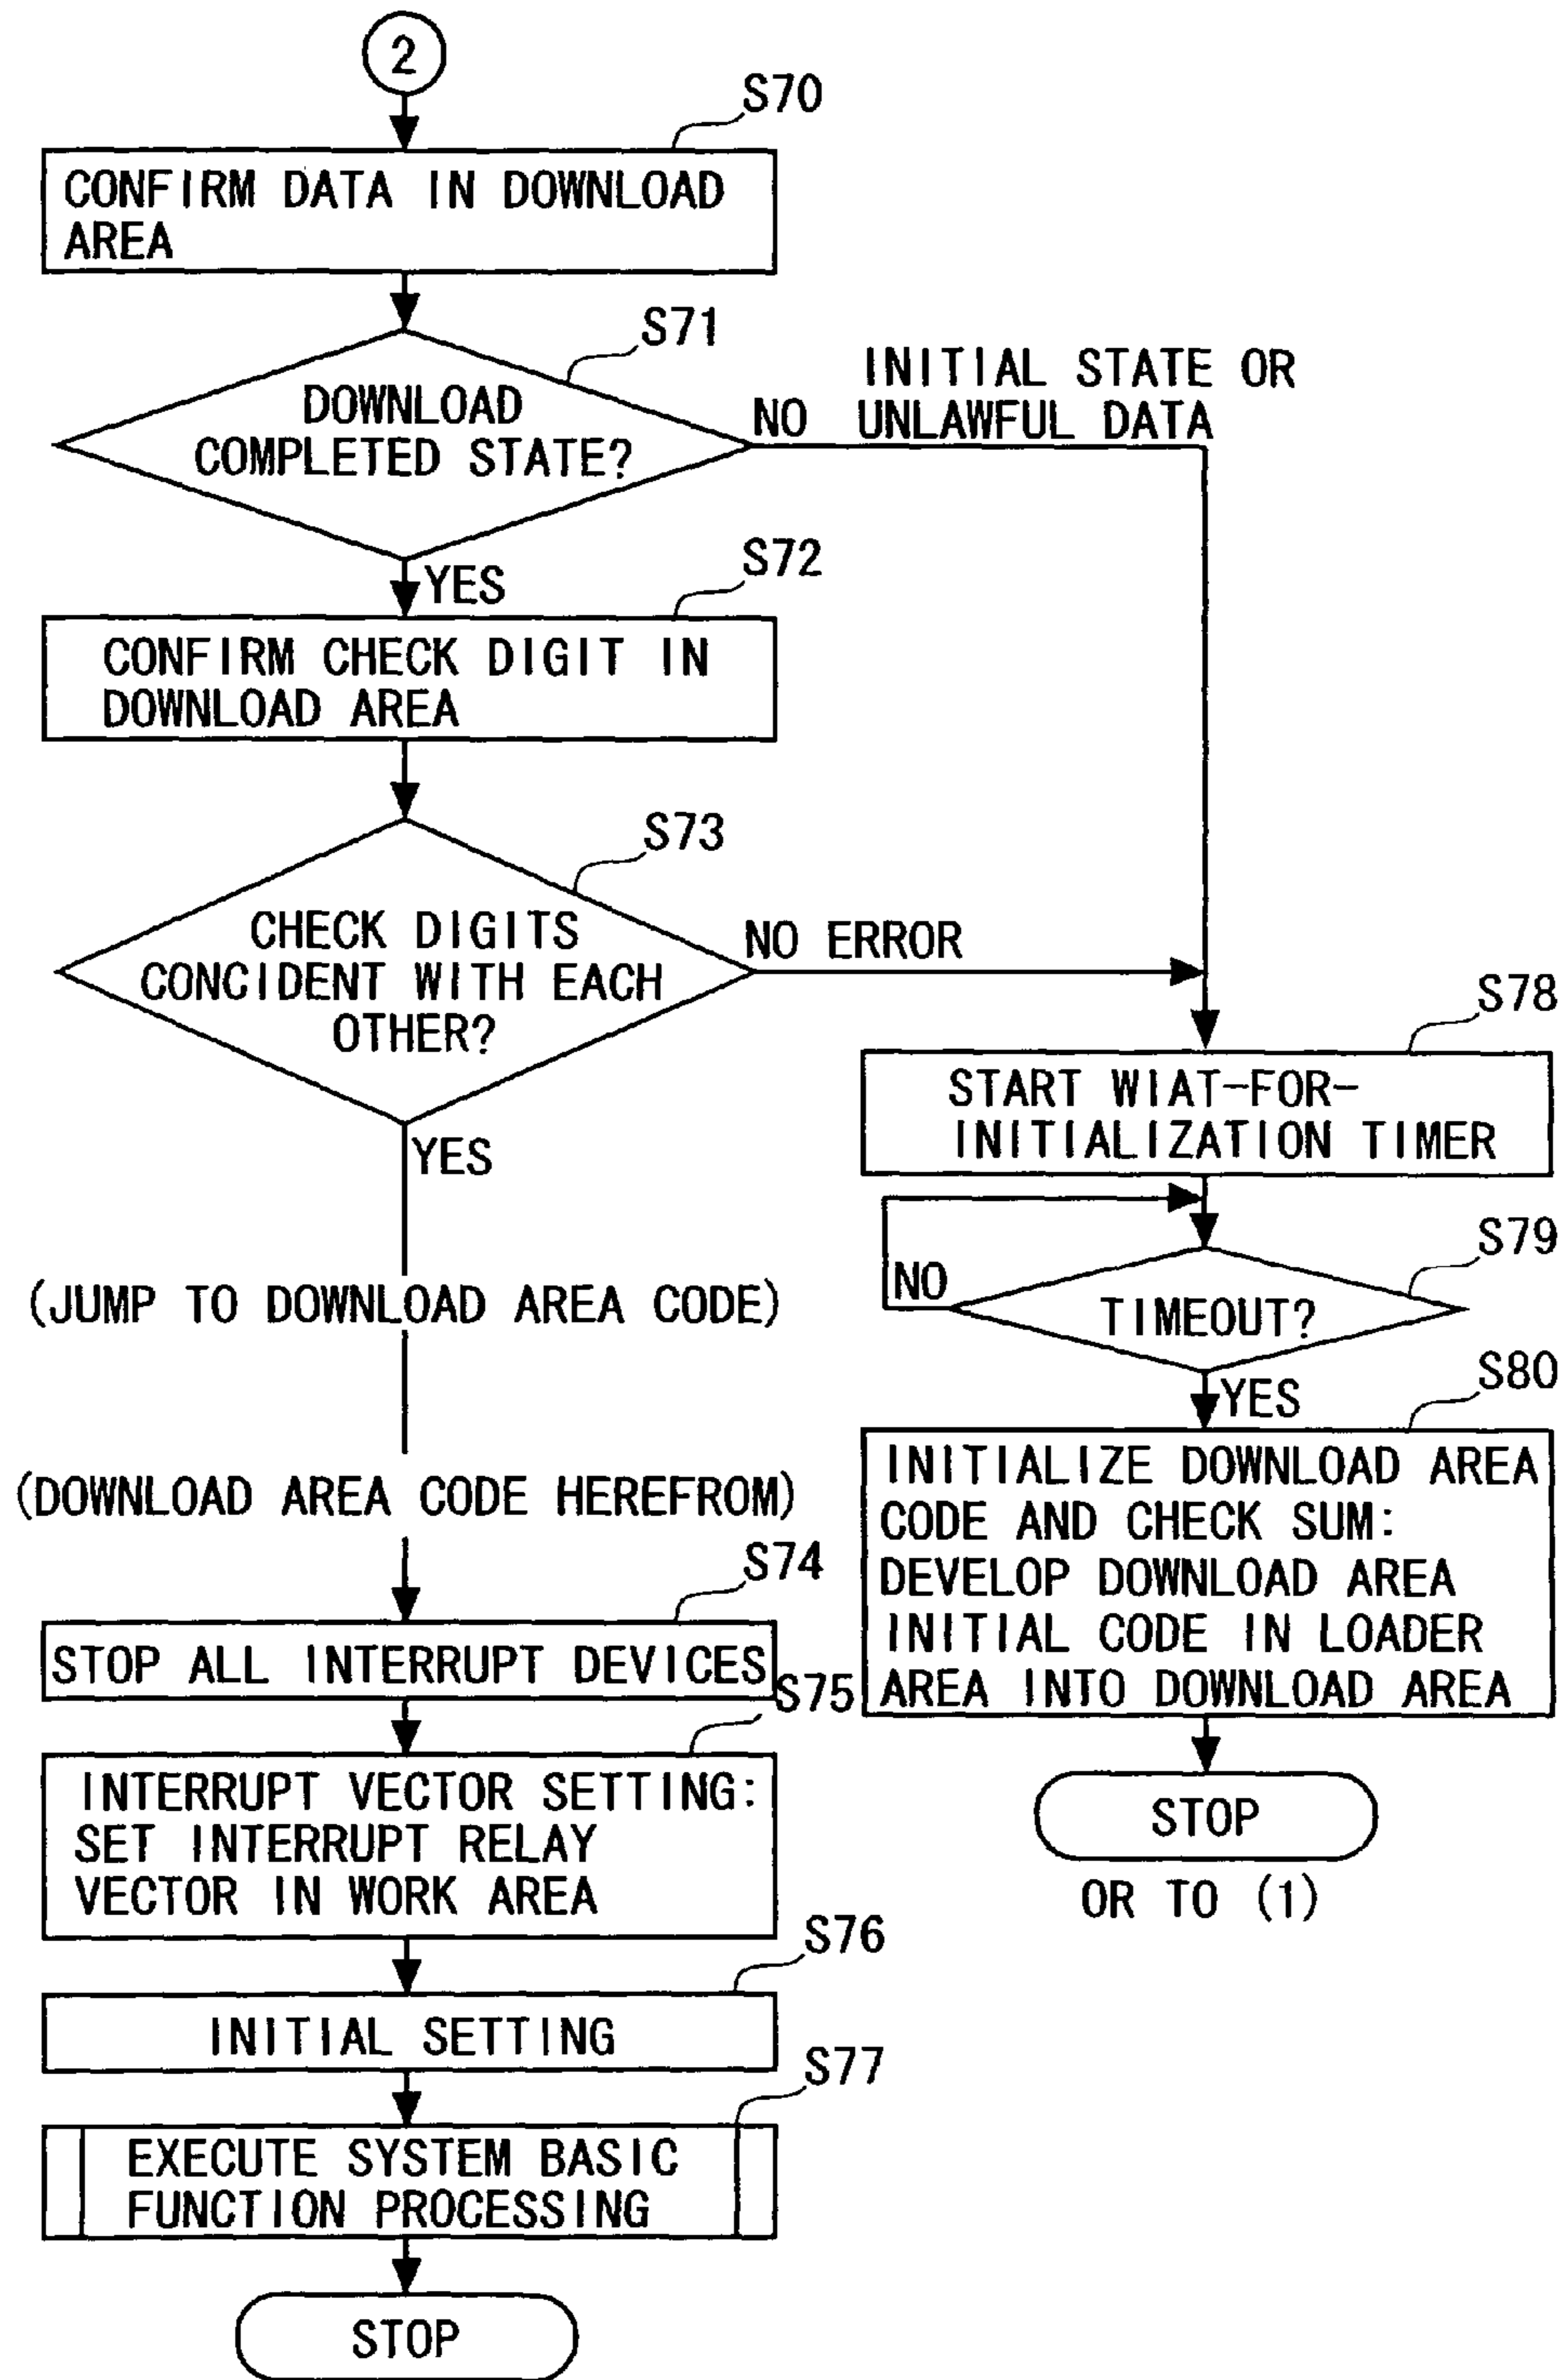 2
S70
CONFIRM DATA IN DOWNLOAD
AREA
S71
DOWNLOAD
COMPLETED STATE?
NO
INITIAL STATE OR
UNLAWFUL DATA
YES
S72
CONFIRM CHECK DIGIT IN
DOWNLOAD AREA
S73
CHECK DIGITS
CONCIDENT WITH EACH
OTHER?
NO ERROR
YES
(JUMP TO DOWNLOAD AREA CODE)
(DOWNLOAD AREA CODE HEREFROM)
S74
STOP ALL INTERRUPT DEVICES
S75
INTERRUPT VECTOR SETTING:
SET INTERRUPT RELAY
VECTOR IN WORK AREA
S76
INITIAL SETTING
S77
EXECUTE SYSTEM BASIC
FUNCTION PROCESSING
STOP
S78
START WIAT-FOR-
INITIALIZATION TIMER
S79
NO
TIMEOUT?
YES
S80
INITIALIZE DOWNLOAD AREA
CODE AND CHECK SUM:
DEVELOP DOWNLOAD AREA
INITIAL CODE IN LOADER
AREA INTO DOWNLOAD AREA
STOP
OR TO (1)